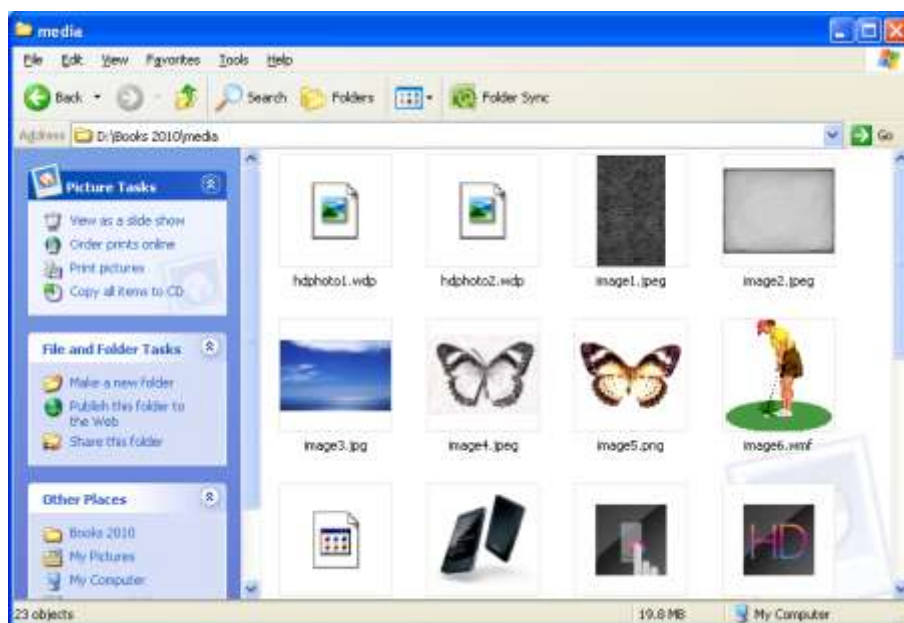 media
File Edit View Favorites Tools Help
Back Search Folders Folder Sync
Address D:\Books 2010\media Go
Picture Tasks
View as a slide show
Order prints online
Print pictures
Copy all items to CD
File and Folder Tasks
Make a new folder
Publish this folder to
the Web
Share this folder
Other Places
Books 2010
My Pictures
My Computer
hdphoto1.wdp hdphoto2.wdp image1.jpeg image2.jpeg
image3.jpg image4.jpeg image5.png image6.wmf
HD
23 objects 19.8 MB My Computer